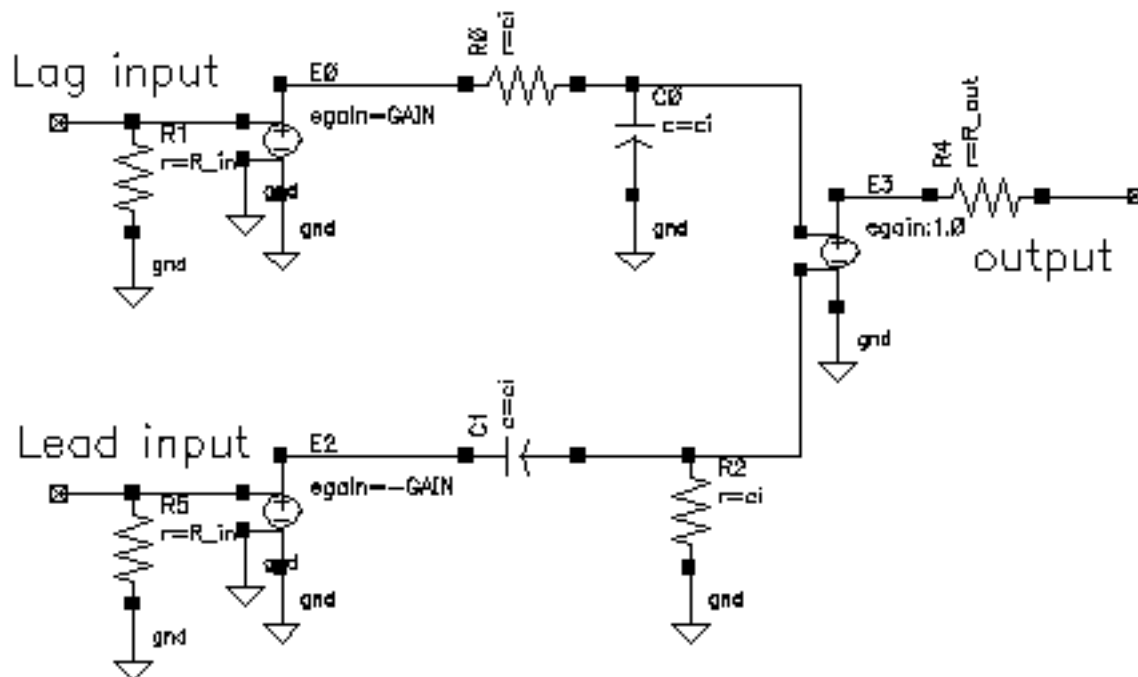 Lag input
E0
egain=GAIN
R0
r=ci
C0
c=ci
R1
r=R_in
gnd
gnd
gnd
gnd
E3
egain:1.0
R4
r=R_out
output
gnd
Lead input
E2
egain=-GAIN
C1
c=ci
R2
r=ci
R5
r=R_in
gnd
gnd
gnd
gnd